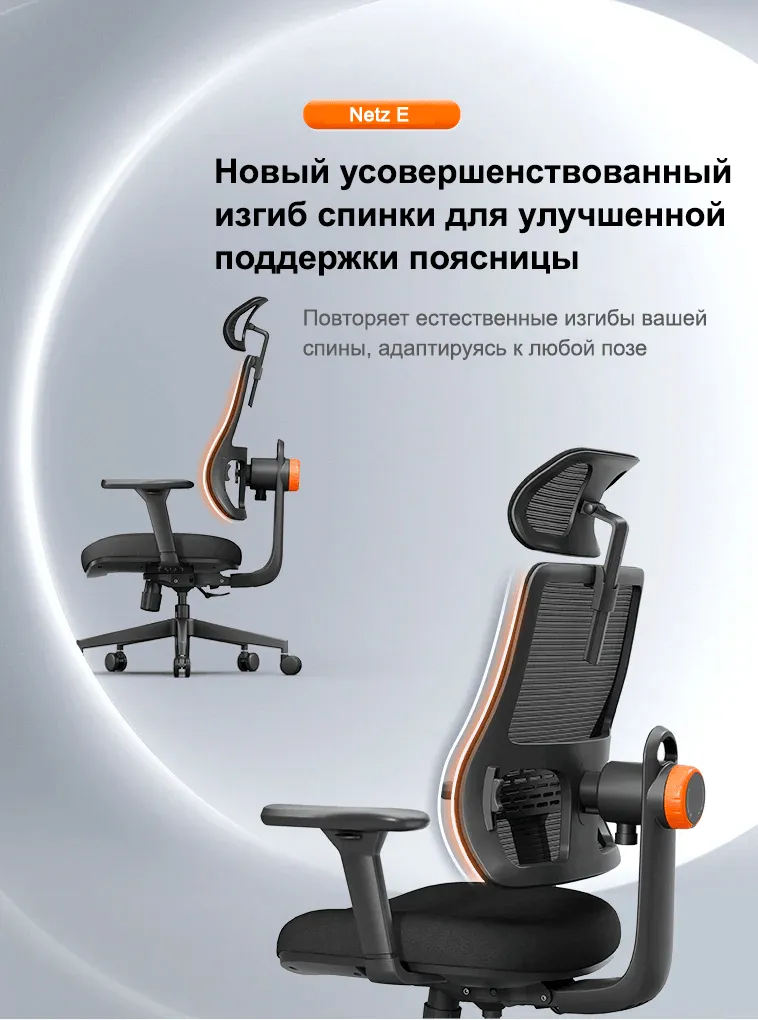 Netz E
Новый усовершенствованный
изгиб спинки для улучшенной
поддержки поясницы
Повторяет естественные изгибы вашей
спины, адаптируясь к любой позе